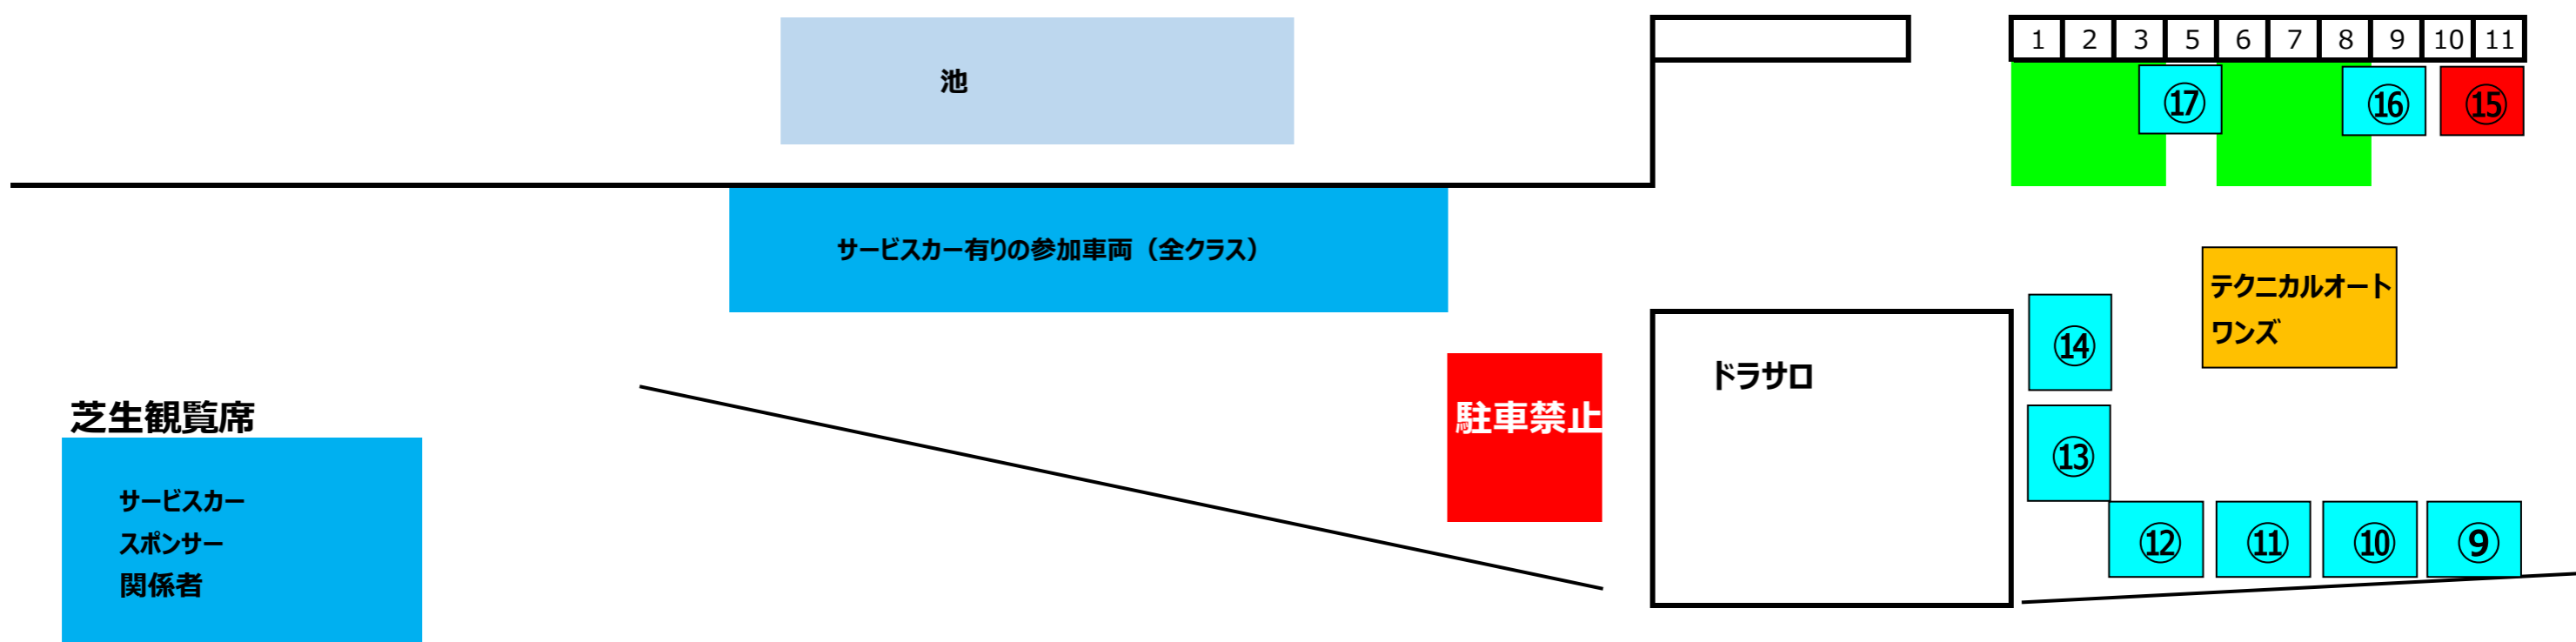 池
1 2 3 5 6 7 8 9 10 11
⑰ ⑯ ⑮
サービスカー有りの参加車両（全クラス）
テクニカルオート
ワンズ
⑭
ドラサロ
駐車禁止
芝生観覧席
⑬
サービスカー
スポンサー
関係者
⑫ ⑪ ⑩ ⑨